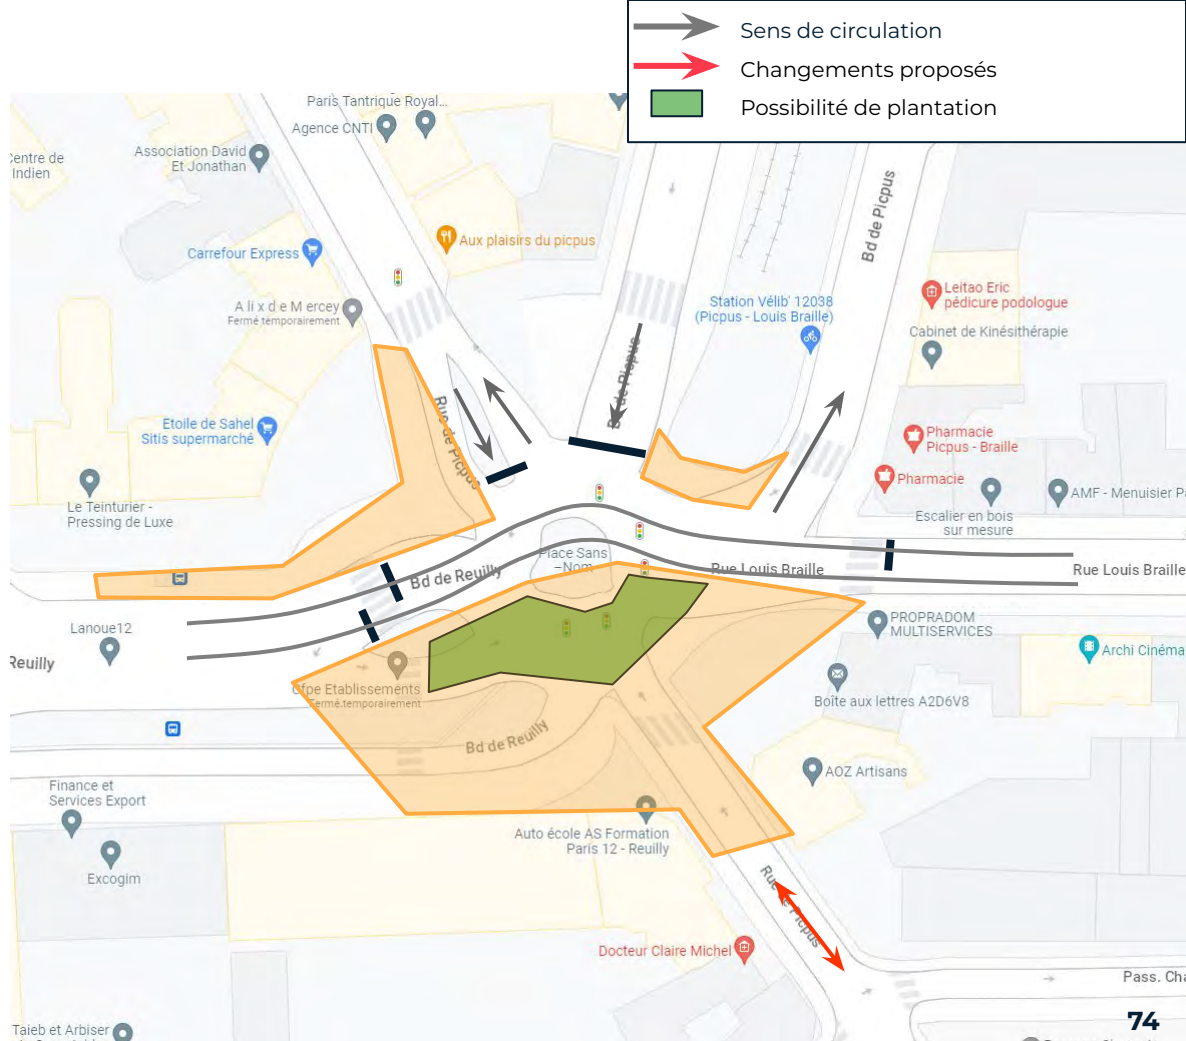 Sens de circulation
Changements proposés
Possibilité de plantation
Paris Tantrique Royal...
Agence CNTI
Association David
Et Jonathan
Centre de
Indien
Bd de Picpus
Aux plaisirs du picpus
Carrefour Express
Leitao Eric
pédicure podologue
Station Vélib' 12038
(Picpus - Louis Braille)
A li x d e M ercey
Fermé temporairement
Cabinet de Kinésithérapie
Bd de Picpus
Rue de Picpus
Etoile de Sahel
Sitis supermarché
Pharmacie
Picpus - Braille
Pharmacie
AMF - Menuisier Pa
Le Teinturier -
Pressing de Luxe
Escalier en bois
sur mesure
Place Sans
-Nom
Bd de Reuilly
Rue Louis Braille
Rue Louis Braille
Lanoue12
PROPRADOM
MULTISERVICES
Reuilly
Archi Cinéma
Cfpe Etablissements
Fermé temporairement
Boîte aux lettres A2D6V8
Bd de Reuilly
AOZ Artisans
Finance et
Services Export
Auto école AS Formation
Paris 12 - Reuilly
Excogim
Rue de Picpus
Docteur Claire Michel
Pass. Cha
74
Taieb et Arbiser